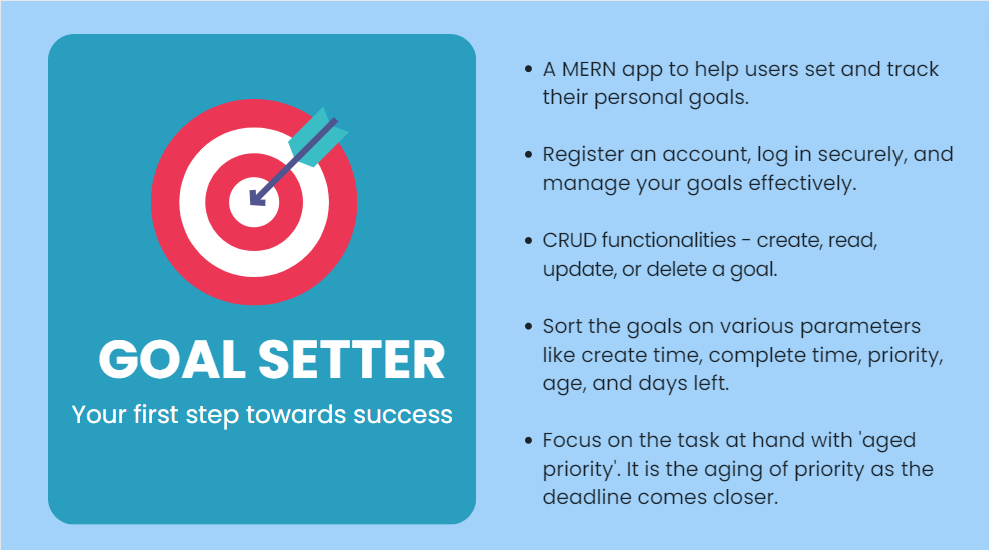 GOAL SETTER
Your first step towards success
• A MERN app to help users set and track
their personal goals.
• Register an account, log in securely, and
manage your goals effectively.
• CRUD functionalities - create, read,
update, or delete a goal.
• Sort the goals on various parameters
like create time, complete time, priority,
age, and days left.
• Focus on the task at hand with 'aged
priority'. It is the aging of priority as the
deadline comes closer.